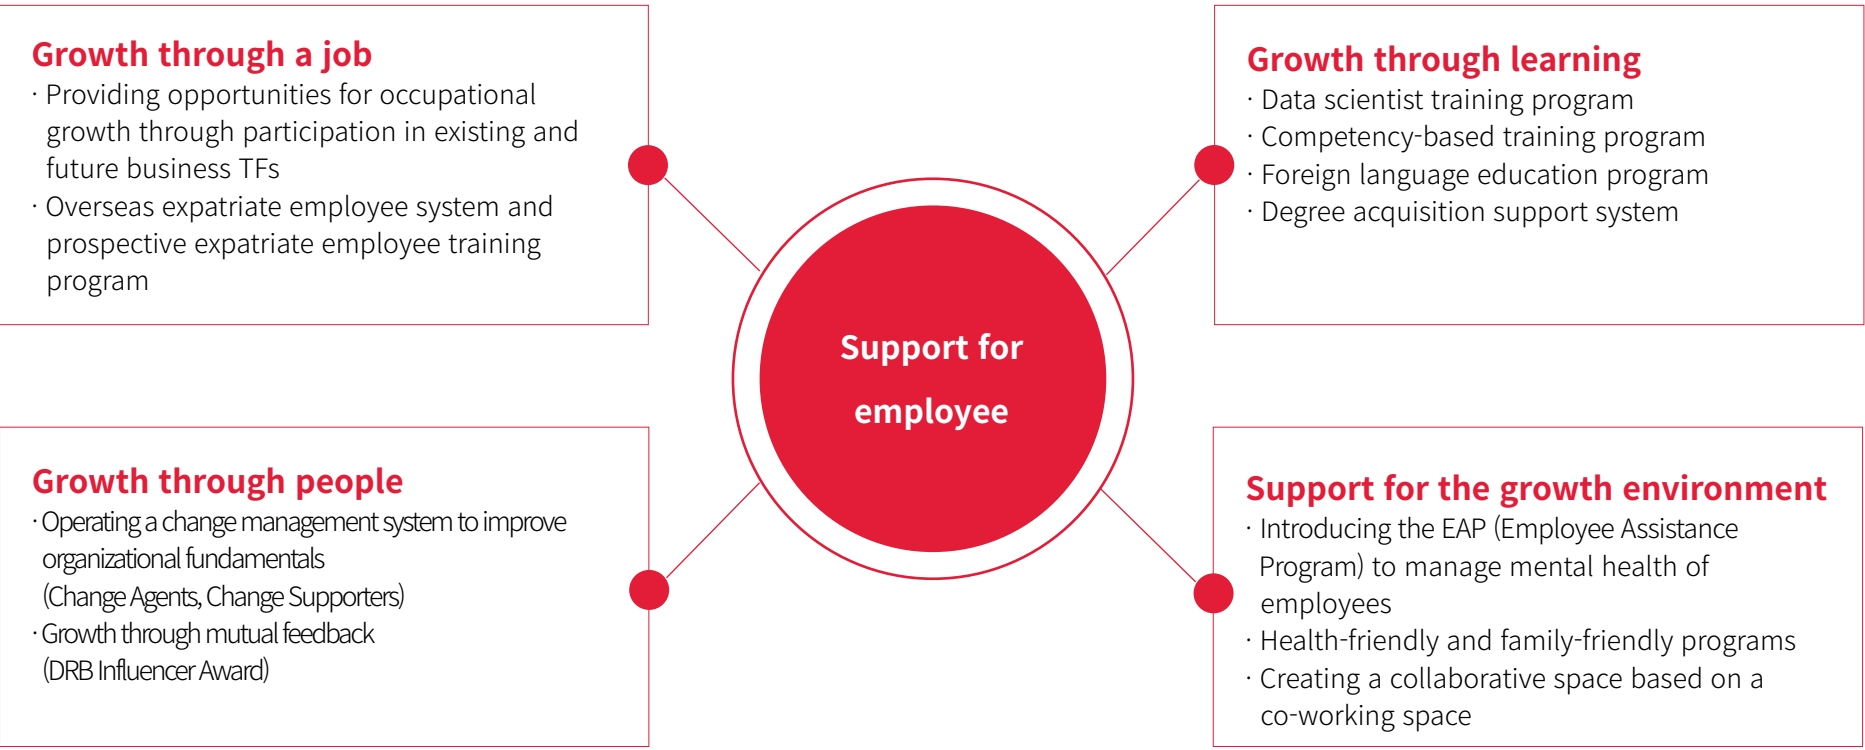 Growth through a job
· Providing opportunities for occupational
growth through participation in existing and
future business TFs
· Overseas expatriate employee system and
prospective expatriate employee training
program
Growth through learning
· Data scientist training program
· Competency-based training program
· Foreign language education program
· Degree acquisition support system
Support for
employee
Growth through people
· Operating a change management system to improve
organizational fundamentals
(Change Agents, Change Supporters)
· Growth through mutual feedback
(DRB Influencer Award)
Support for the growth environment
· Introducing the EAP (Employee Assistance
Program) to manage mental health of
employees
· Health-friendly and family-friendly programs
· Creating a collaborative space based on a
co-working space